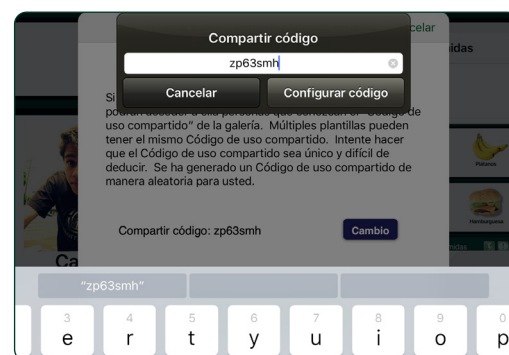 celar
Compartir código
idas
zp63smh
Cancelar
Configurar código
Si
podrán acceder a ella personas que conozcan el "Código de
uso compartido" de la galería. Múltiples plantillas pueden
tener el mismo Código de uso compartido. Intente hacer
que el Código de uso compartido sea único y difícil de
deducir. Se ha generado un Código de uso compartido de
manera aleatoria para usted.
Plátano
Hamburguesa
Compartir código: zp63smh
Cambio
Ca
"zp63smh"
3 4 5 6 7 8 9 0
e r t y u i o p